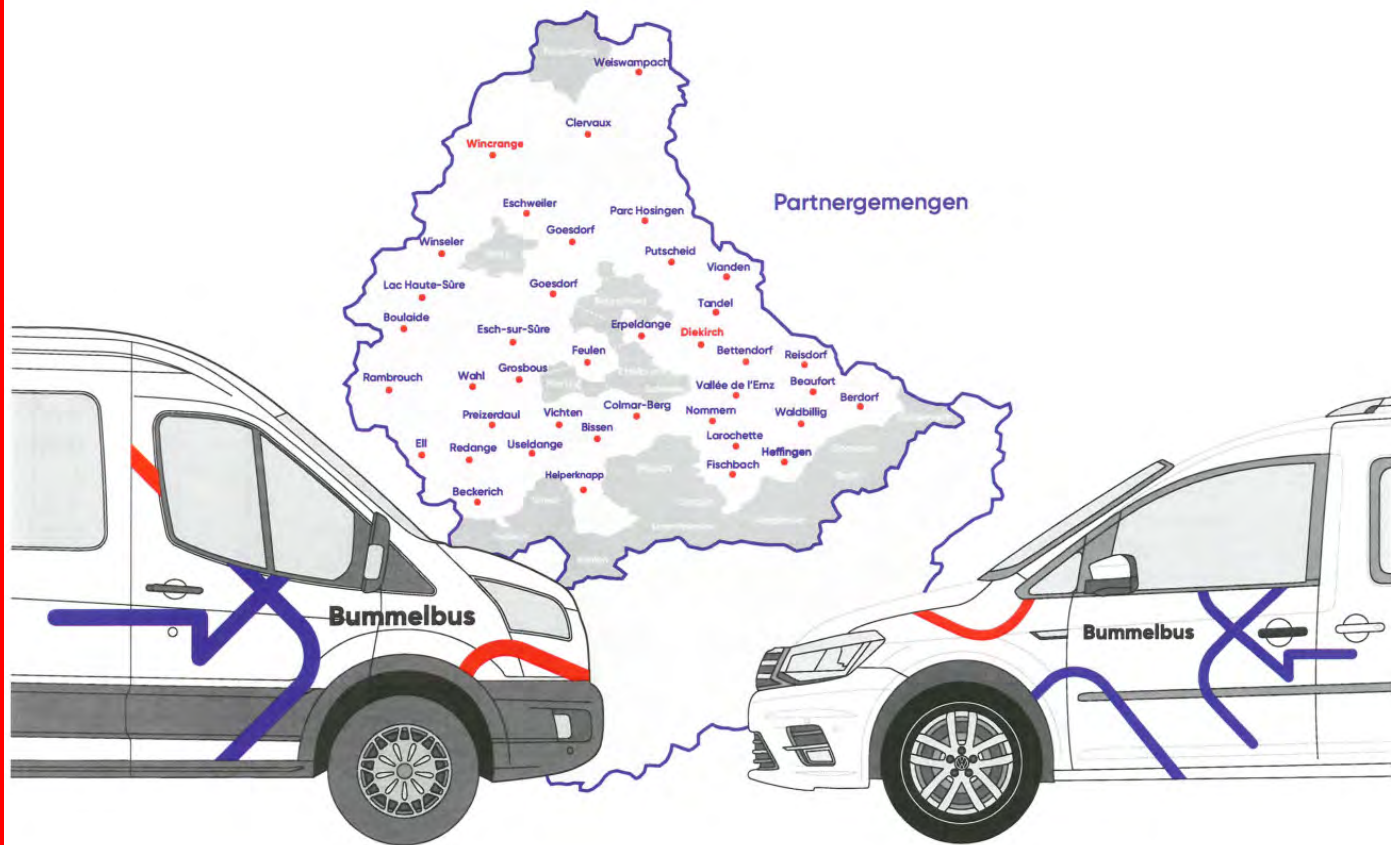 Weiswampach
Clervaux
Wincrange
Partnergemengen
Eschweiler
Parc Hosingen
Goesdorf
Winseler
Putscheid
Vianden
Lac Haute-Sûre
Goesdorf
Tandel
Boulaide
Esch-sur-Sûre
Erpeldange
Diekirch
Feulen
Bettendorf
Reisdorf
Rambrouch
Wahl
Grosbous
Vallée de l'Ernz
Beaufort
Berdorf
Colmar-Berg
Preizerdaul
Vichten
Nommern
Waldbillig
Bissen
Larochette
Ell
Redange
Useldange
Heffingen
Fischbach
Helperknapp
Beckerich
Bummelbus
Bummelbus